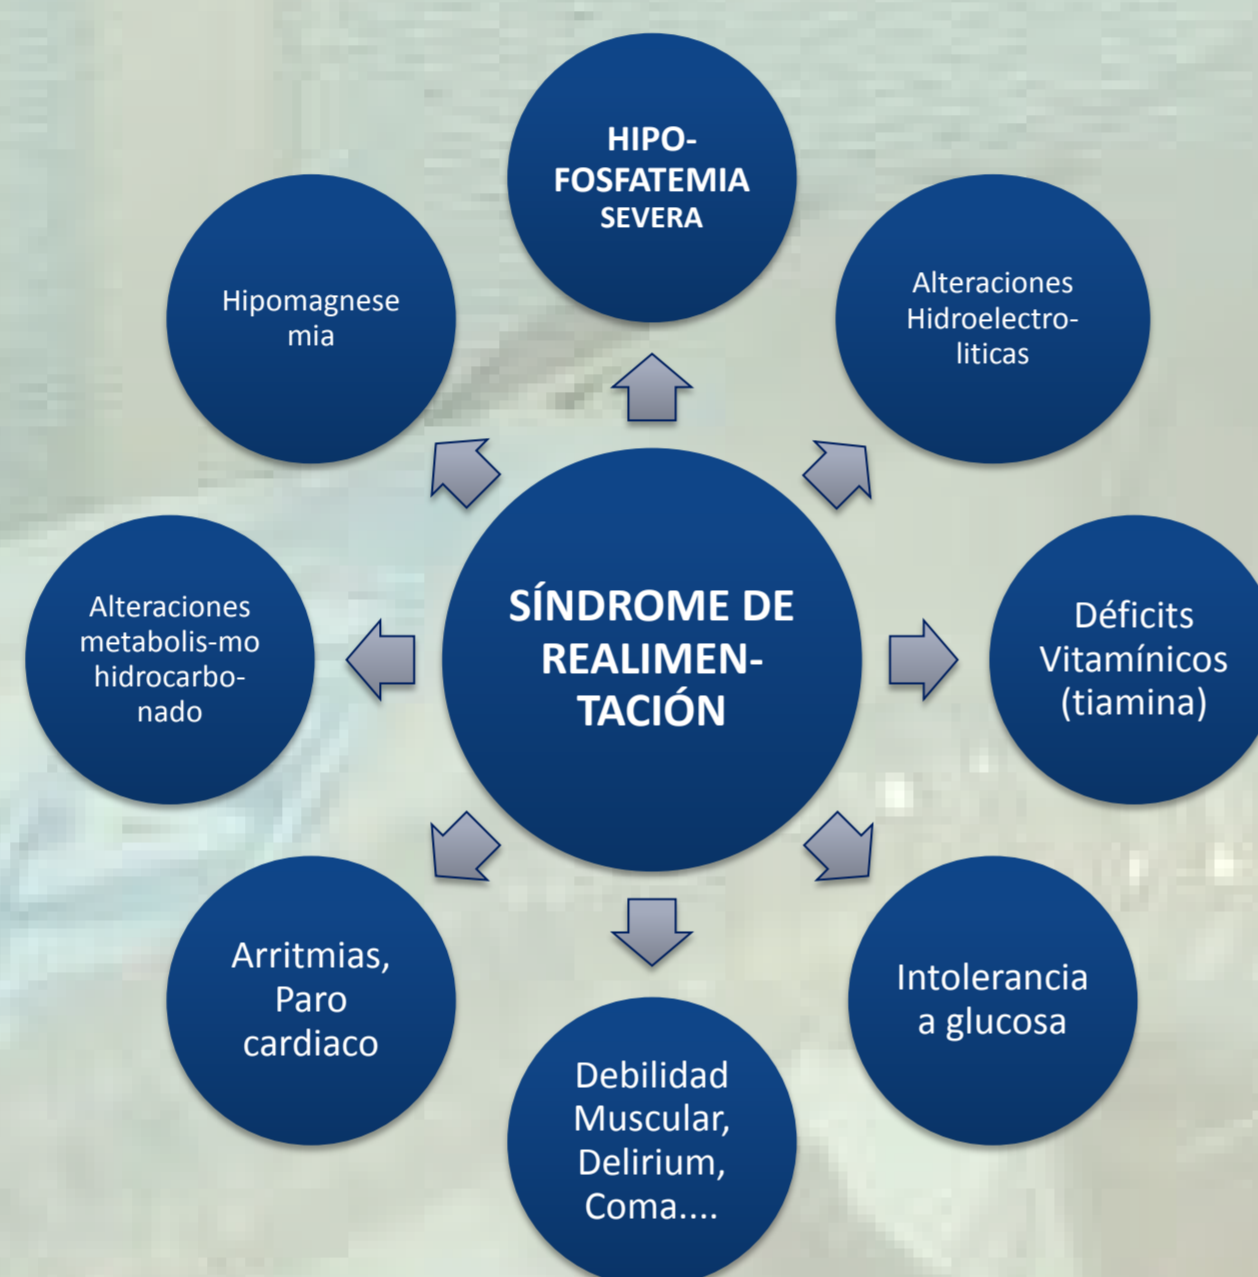 HIPO-
FOSFATEMIA
SEVERA
Alteraciones
Hidroelectro-
liticas
Déficits
Vitamínicos
(tiamina)
Intolerancia
a glucosa
Debilidad
Muscular,
Delirium,
Coma....
Arritmias,
Paro
cardiaco
Alteraciones
metabolis-mo
hidrocarbo-
nado
Hipomagnese
mia
SÍNDROME DE
REALIMEN-
TACIÓN